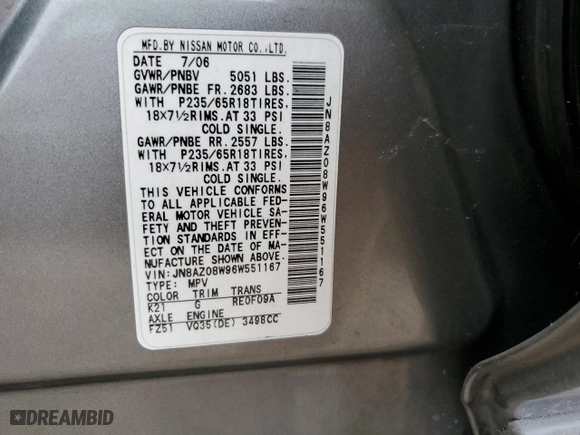 MFD.BY NISSAN MOTOR CO.,LTD.
DATE 7/06
GVWR/PNBV 5051 LBS.
GAWR/PNBE FR. 2683 LBS.
WITH P235/65R18TIRES.
18×7½RIMS.AT 33 PSI
COLD SINGLE.
GAWR/PNBE RR. 2557 LBS.
WITH P235/65R18TIRES.
18×7½RIMS.AT 33 PSI
COLD SINGLE.
THIS VEHICLE CONFORMS
TO ALL APPLICABLE FED-
ERAL MOTOR VEHICLE SA-
FETY AND THEFT PREVENTION
STANDARDS IN EFF-
ECT ON THE DATE OF MA-
NUFACTURE SHOWN ABOVE.
VIN: JN8AZ08W96W551167
TYPE: MPV
COLOR TRIM TRANS
K21 G RE0F09A
AXLE ENGINE
FZ51 VQ35(DE) 3498CC
JN8AZ08W96W551167
DREAMBID